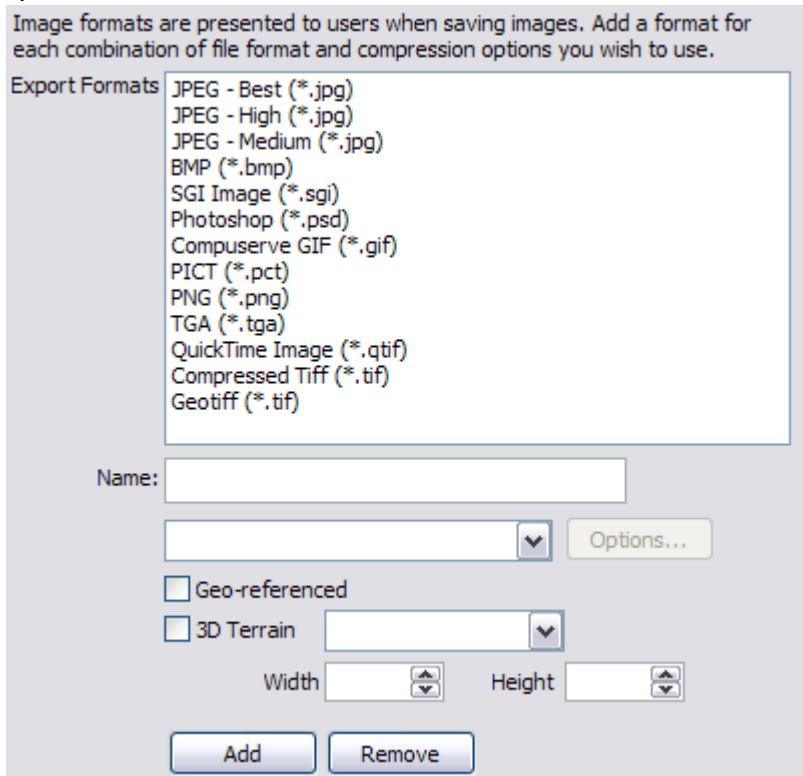 Image formats are presented to users when saving images. Add a format for
each combination of file format and compression options you wish to use.
Export Formats
JPEG - Best (*.jpg)
JPEG - High (*.jpg)
JPEG - Medium (*.jpg)
BMP (*.bmp)
SGI Image (*.sgi)
Photoshop (*.psd)
Compuserve GIF (*.gif)
PICT (*.pct)
PNG (*.png)
TGA (*.tga)
QuickTime Image (*.qtif)
Compressed Tiff (*.tif)
Geotiff (*.tif)
Name:
Options...
Geo-referenced
3D Terrain
Width Height
Add Remove